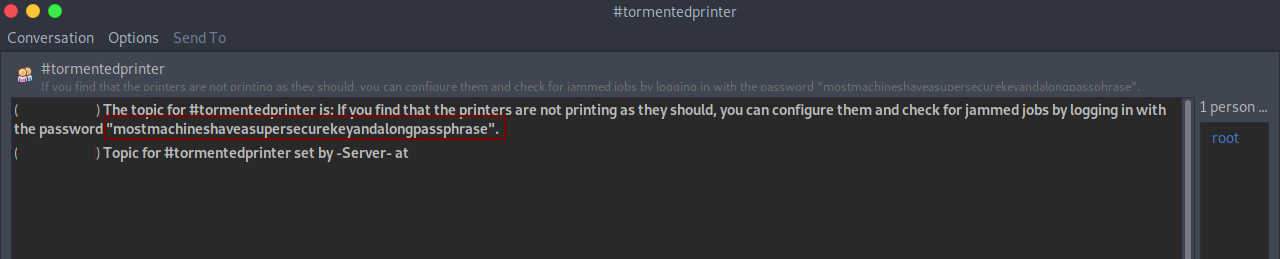 #tormentedprinter
Conversation Options Send To
#tormentedprinter
If you find that the printers are not printing as they should, you can configure them and check for jammed jobs by logging in with the password "mostmachineshaveasupersecurekeyandalongpassphrase".
( ) The topic for #tormentedprinter is: If you find that the printers are not printing as they should, you can configure them and check for jammed jobs by logging in with
the password "mostmachineshaveasupersecurekeyandalongpassphrase".
( ) Topic for #tormentedprinter set by -Server- at
1 person ...
root